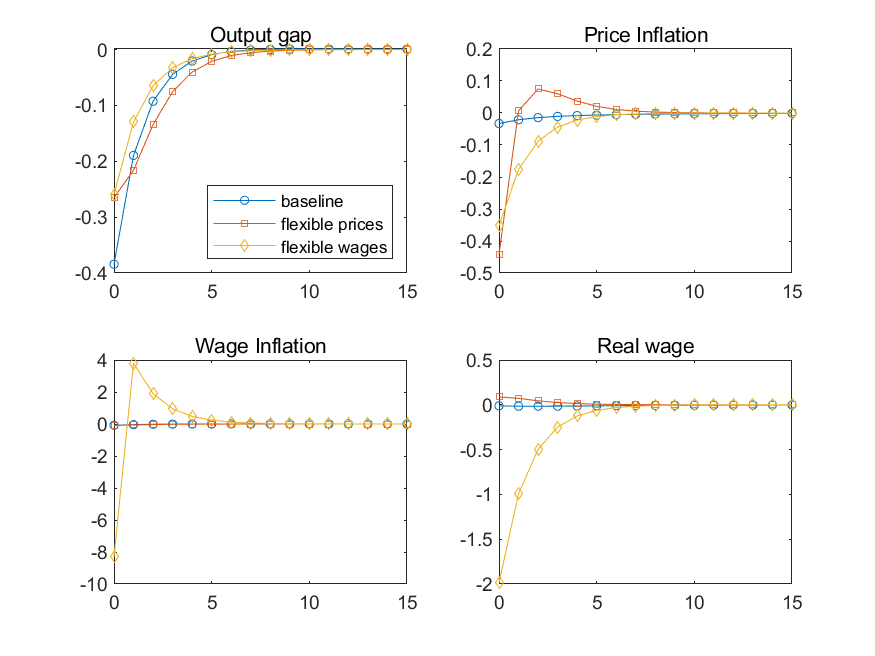 Output gap
0
-0.1
-0.2
-0.3
-0.4
0 5 10 15
baseline
flexible prices
flexible wages
Price Inflation
0.2
0.1
0
-0.1
-0.2
-0.3
-0.4
-0.5
0 5 10 15
Wage Inflation
4
2
0
-2
-4
-6
-8
-10
0 5 10 15
Real wage
0.5
0
-0.5
-1
-1.5
-2
0 5 10 15